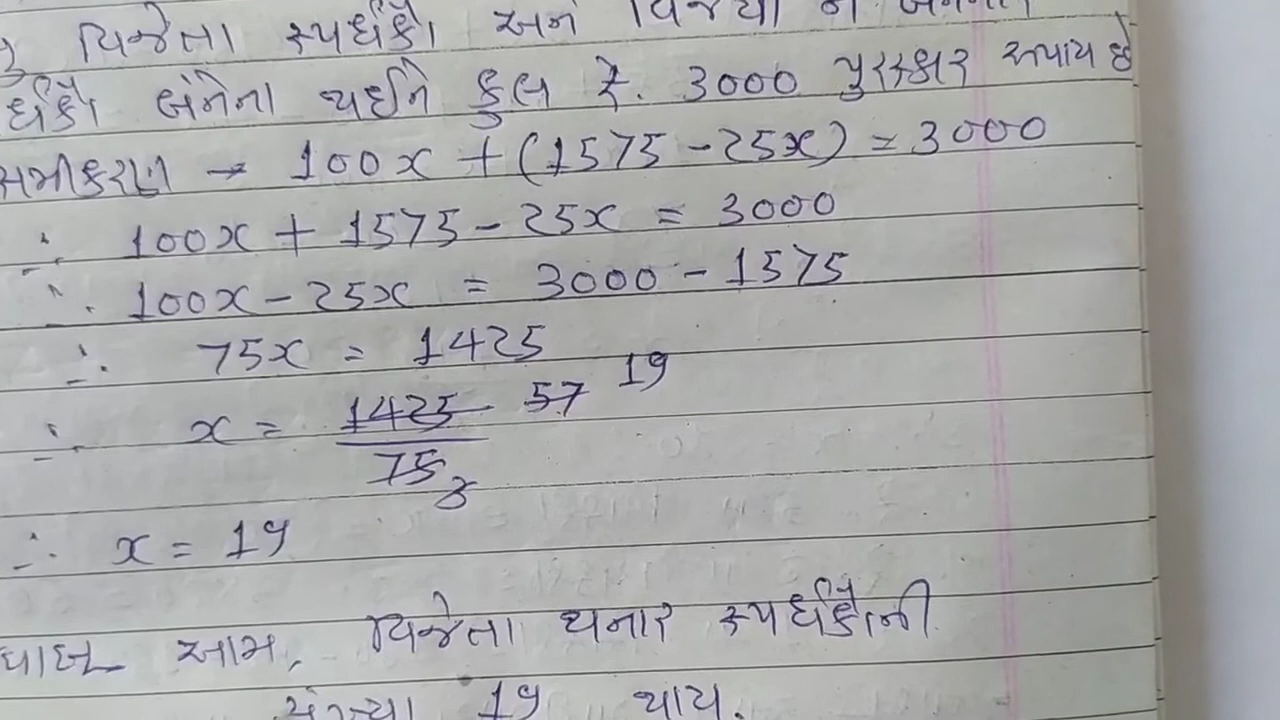 વિજેતા સ્પર્ધકો અને વિજયી ન
ર્ધકો બંનેના થઈને કુલ રૂ. 3000 પુરસ્કાર અપાય છે
સમીકરણ → 100x + (1575 - 25x) = 3000
∴ 100x + 1575 - 25x = 3000
∴ 100x - 25x = 3000 - 1575
∴ 75x = 1425
∴ x = 1425/75 57 19
3
∴ x = 19
આમ, વિજેતા થનાર સ્પર્ધકોની
સંખ્યા 19 થાય.